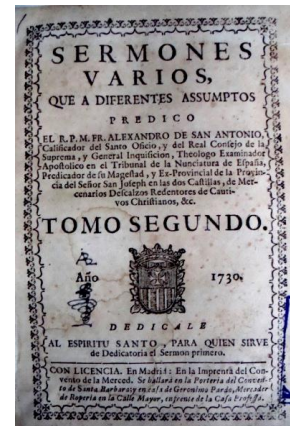 SERMONES
VARIOS,
QUE A DIFERENTES ASSUMPTOS
PREDICO
EL R. P. M. FR. ALEXANDRO DE SAN ANTONIO,
Calificador del Santo Oficio, y del Real Consejo de la
Suprema, y General Inquisicion, Theologo Examinador
Apostolico en el Tribunal de la Nunciatura de España,
Predicador de su Magestad, y Ex-Provincial de la Provin-
cia del Señor San Joseph en las dos Castillas, de Mer-
cenarios Descalzos Redentores de Cauti-
vos Christianos, &c.
TOMO SEGUNDO.
Año 1730.
DEDICALE
AL ESPIRITU SANTO, PARA QUIEN SIRVE
de Dedicatoria el Sermon primero.
CON LICENCIA. En Madrid: En la Imprenta del Con-
vento de la Merced. Se hallarà en la Porteria del Conven-
to de Santa Barbara, y en casa de Geronimo Pardo, Mercader
de Roperia en la Calle Mayor, enfrente de la Casa Professa.